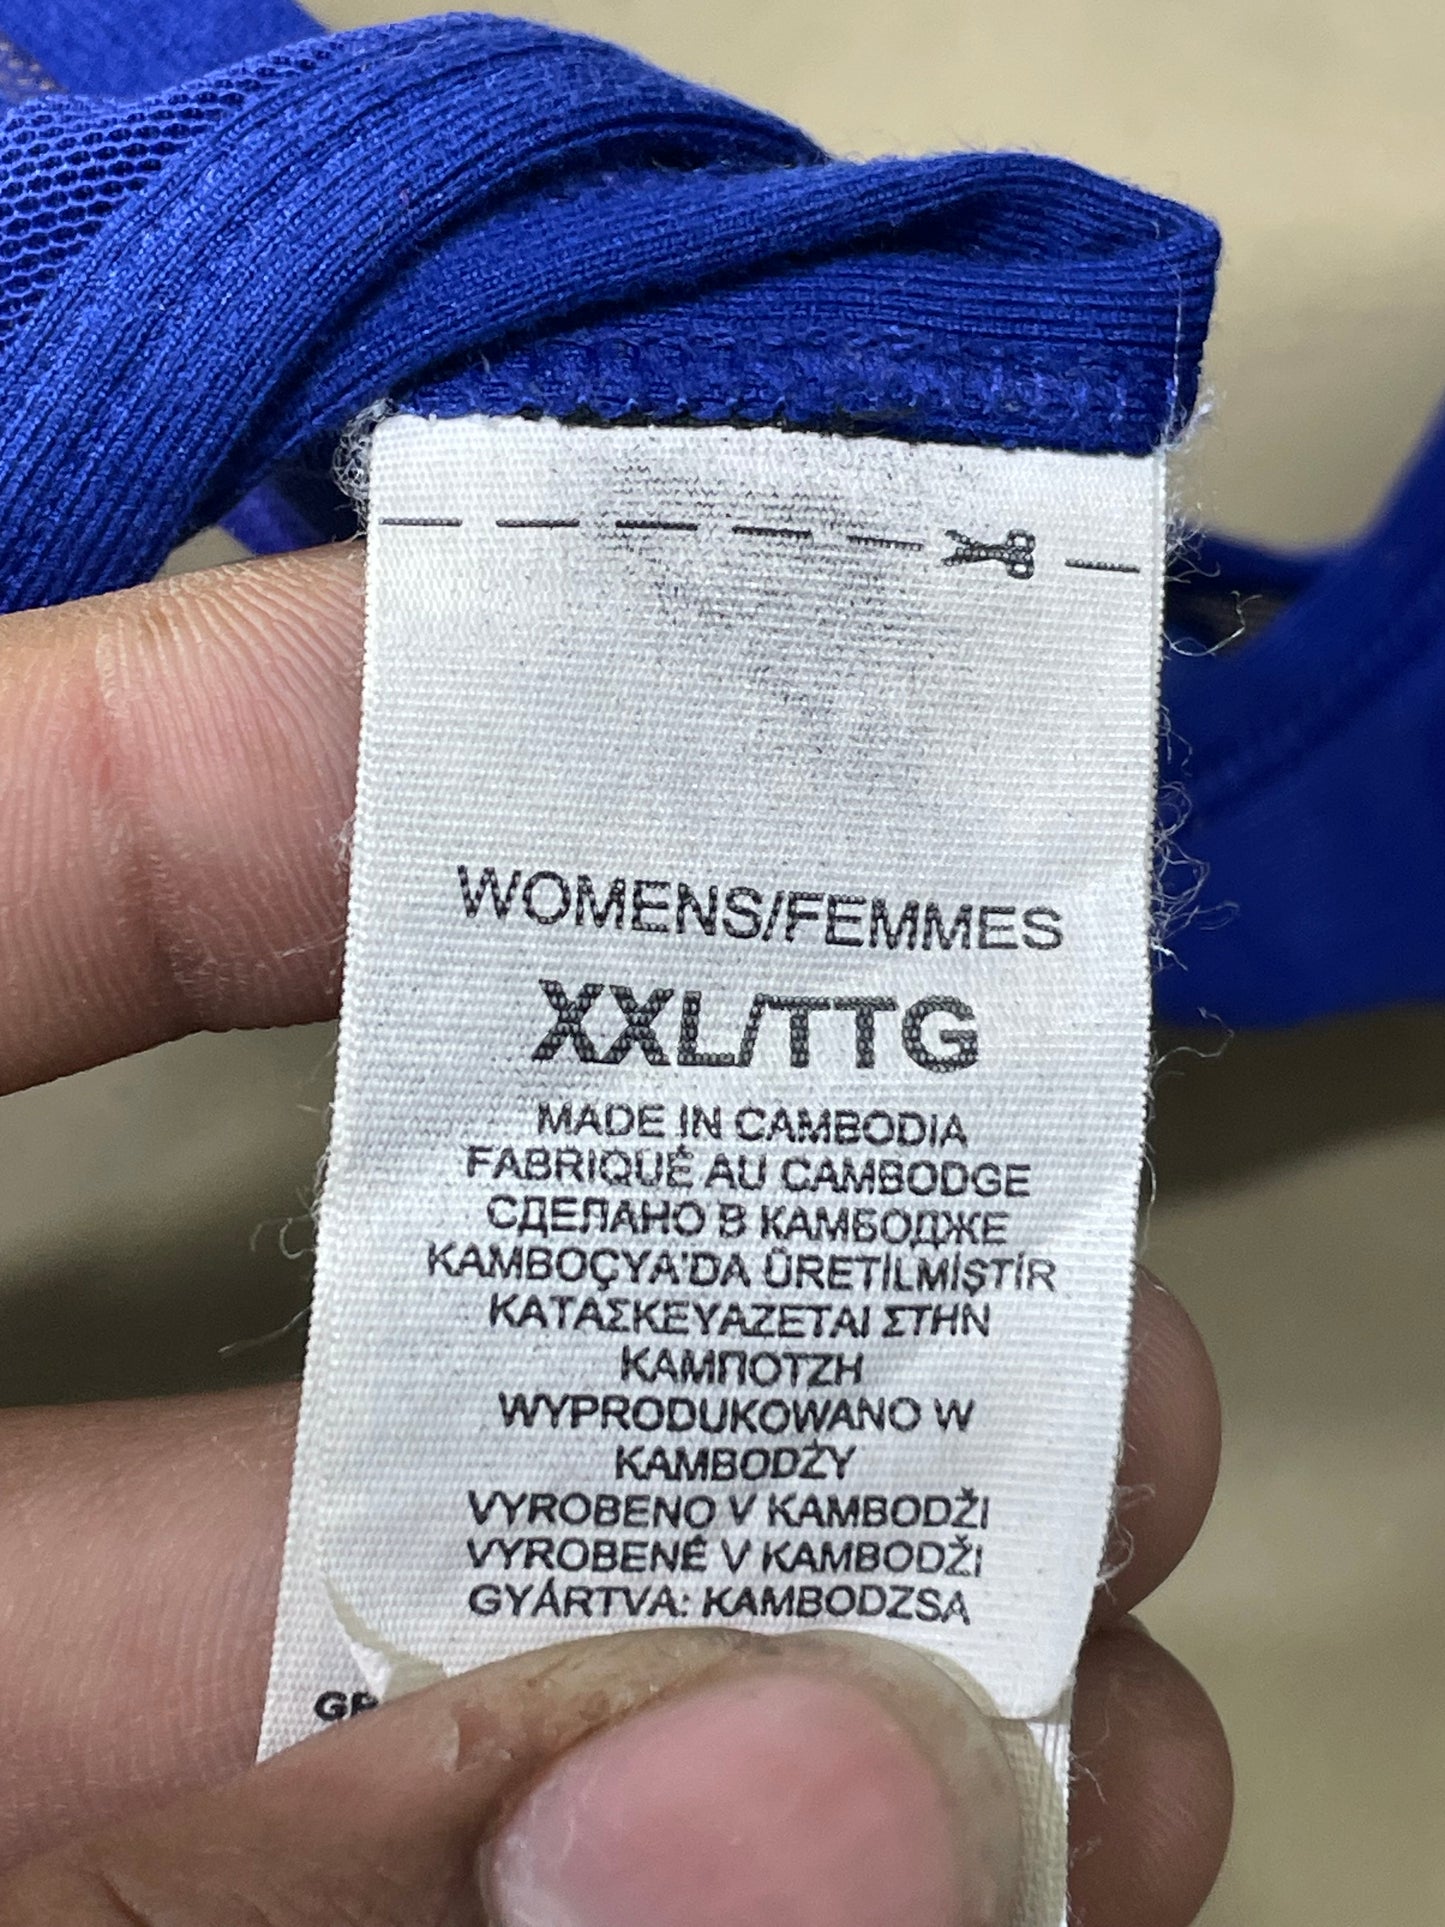 WOMENS/FEMMES
XXL/TTG
MADE IN CAMBODIA
FABRIQUÉ AU CAMBODGE
СДЕЛАНО В КАМБОДЖЕ
KAMBOÇYA'DA ÜRETİLMİŞTİR
ΚΑΤΑΣΚΕΥΑΖΕΤΑΙ ΣΤΗΝ
ΚΑΜΠΟΤΖΗ
WYPRODUKOWANO W
KAMBODŻY
VYROBENO V KAMBODŽI
VYROBENÉ V KAMBODŽI
GYÁRTVA: KAMBODZSA